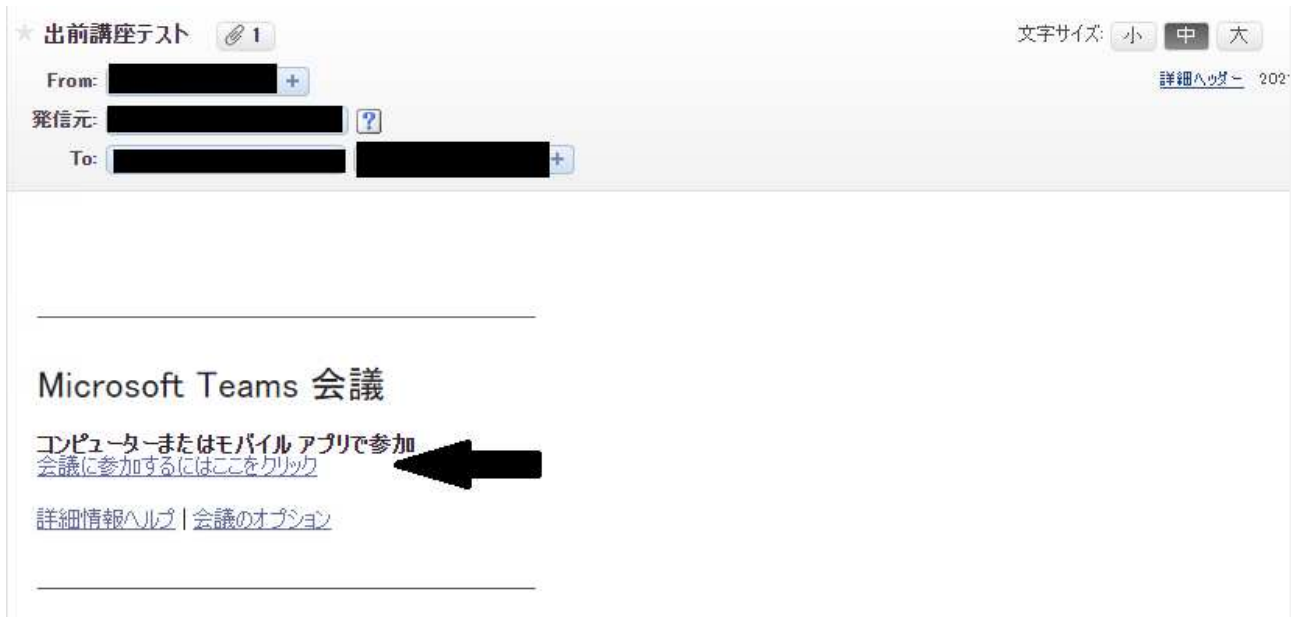 出前講座テスト 1 文字サイズ: 小 中 大
From: + 詳細ヘッダー 202
発信元: ?
To: +
Microsoft Teams 会議
コンピューターまたはモバイル アプリで参加
会議に参加するにはここをクリック
詳細情報ヘルプ | 会議のオプション